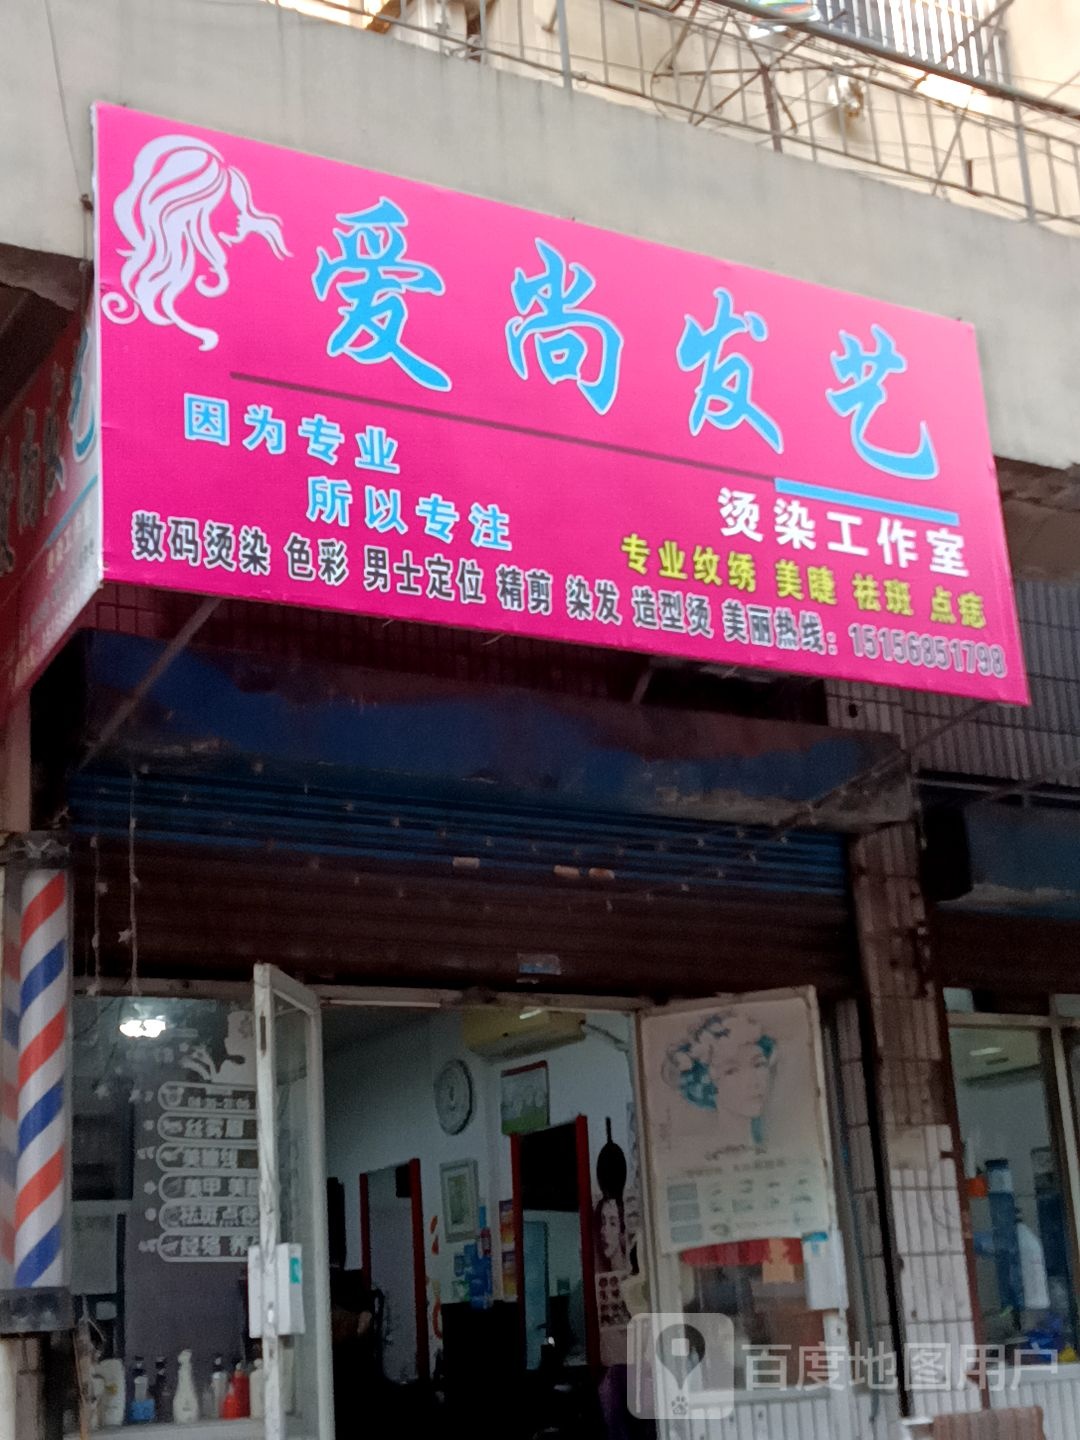 爱尚发艺
因为专业
所以专注
烫染工作室
专业纹绣 美睫 祛斑 点痣
数码烫染 色彩 男士定位 精剪 染发 造型烫 美丽热线：15156851798
美甲 美睫
祛斑点痣
百度地图用户